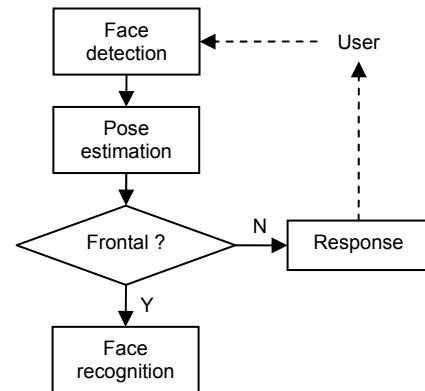 Face
detection
User
Pose
estimation
Frontal ?
N
Response
Y
Face
recognition